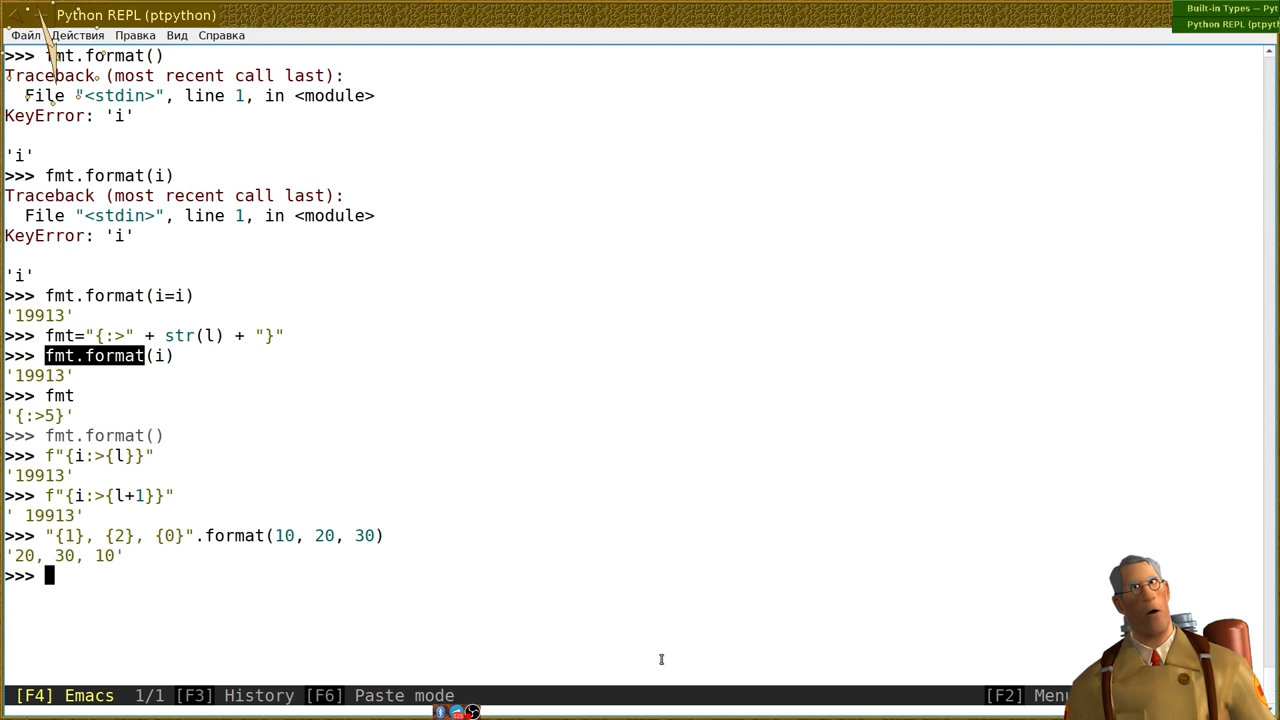 Python REPL (ptpython)
Built-in Types — Pyt
Python REPL (ptpyt
Файл Действия Правка Вид Справка
>>> fmt.format()
Traceback (most recent call last):
  File "<stdin>", line 1, in <module>
KeyError: 'i'
'i'
>>> fmt.format(i)
Traceback (most recent call last):
  File "<stdin>", line 1, in <module>
KeyError: 'i'
'i'
>>> fmt.format(i=i)
'19913'
>>> fmt="{:>" + str(l) + "}"
>>> fmt.format(i)
'19913'
>>> fmt
'{:>5}'
>>> fmt.format()
>>> f"{i:>{l}}"
'19913'
>>> f"{i:>{l+1}}"
' 19913'
>>> "{1}, {2}, {0}".format(10, 20, 30)
'20, 30, 10'
>>>
[F4] Emacs 1/1 [F3] History [F6] Paste mode [F2] Menu